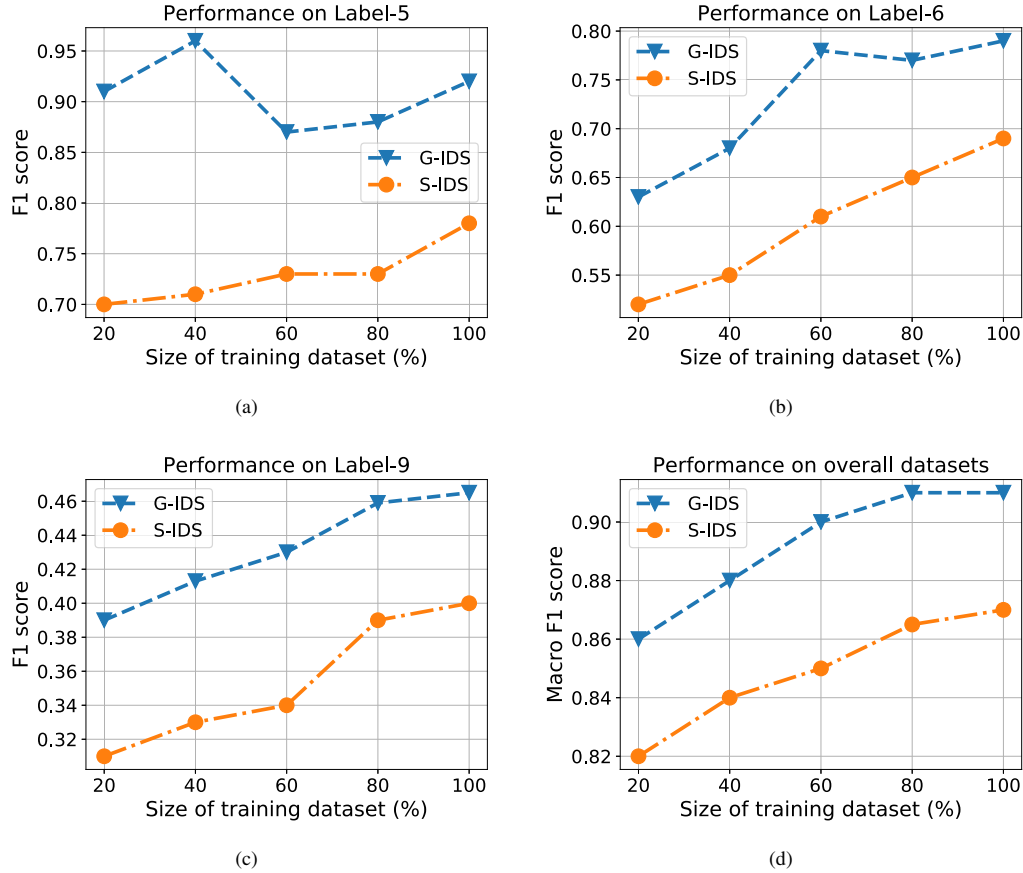 Performance on Label-5
0.95
0.90
0.85
0.80
0.75
0.70
F1 score
G-IDS
S-IDS
20 40 60 80 100
Size of training dataset (%)
(a)
Performance on Label-6
0.80
0.75
0.70
0.65
0.60
0.55
F1 score
G-IDS
S-IDS
20 40 60 80 100
Size of training dataset (%)
(b)
Performance on Label-9
0.46
0.44
0.42
0.40
0.38
0.36
0.34
0.32
F1 score
G-IDS
S-IDS
20 40 60 80 100
Size of training dataset (%)
(c)
Performance on overall datasets
0.90
0.88
0.86
0.84
0.82
Macro F1 score
G-IDS
S-IDS
20 40 60 80 100
Size of training dataset (%)
(d)